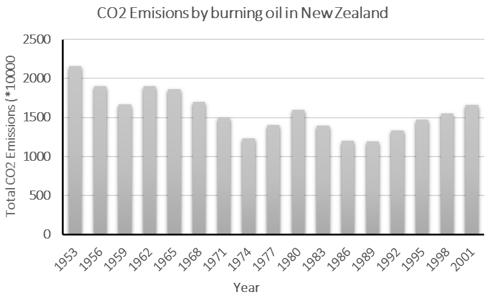 CO2 Emisions by burning oil in New Zealand
Total CO2 Emissions (*10000
2500
2000
1500
1000
500
0
1953 1956 1959 1962 1965 1968 1971 1974 1977 1980 1983 1986 1989 1992 1995 1998 2001
Year